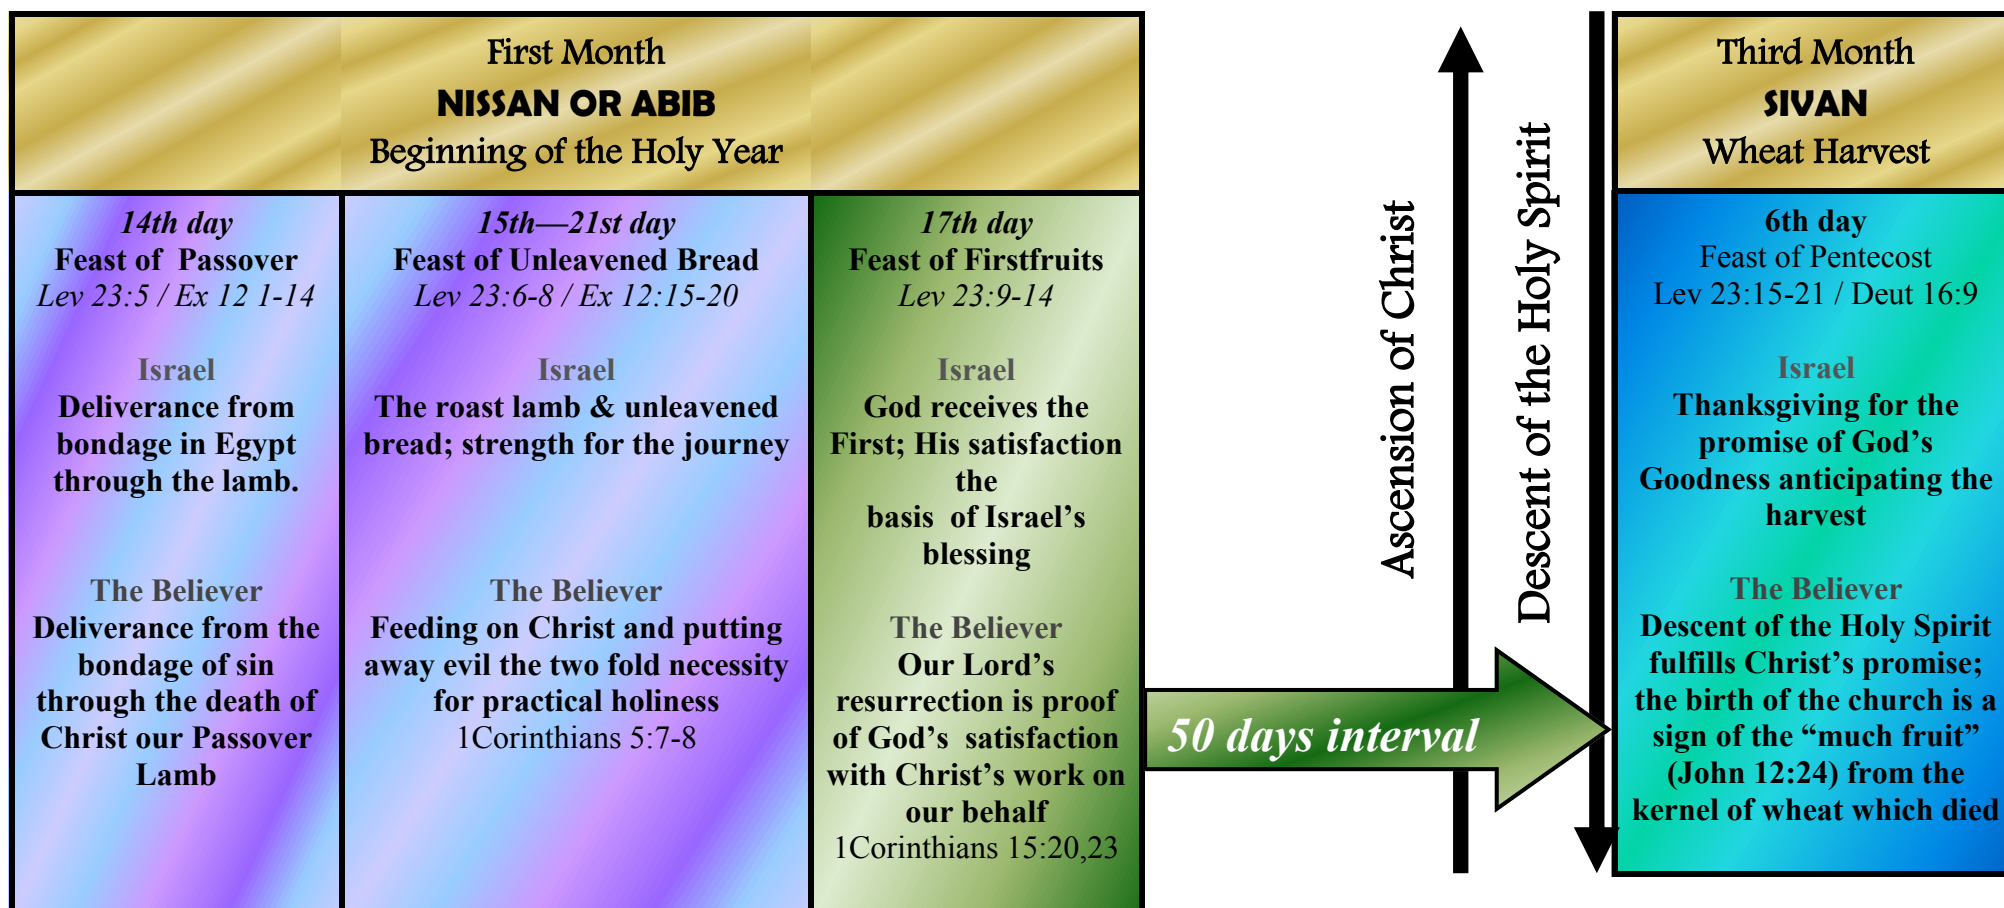 First Month
NISSAN OR ABIB
Beginning of the Holy Year
14th day
Feast of  Passover
Lev 23:5 / Ex 12 1-14
Israel
Deliverance from
bondage in Egypt
through the lamb.
The Believer
Deliverance from the
bondage of sin
through the death of
Christ our Passover
Lamb
15th—21st day
Feast of Unleavened Bread
Lev 23:6-8 / Ex 12:15-20
Israel
The roast lamb & unleavened
bread; strength for the journey
The Believer
Feeding on Christ and putting
away evil the two fold necessity
for practical holiness
1Corinthians 5:7-8
17th day
Feast of Firstfruits
Lev 23:9-14
Israel
God receives the
First; His satisfaction
the
basis  of Israel’s
blessing
The Believer
Our Lord’s
resurrection is proof
of God’s  satisfaction
with Christ’s work on
our behalf
1Corinthians 15:20,23
50 days interval
Ascension of Christ
Descent of the Holy Spirit
Third Month
SIVAN
Wheat Harvest
6th day
Feast of Pentecost
Lev 23:15-21 / Deut 16:9
Israel
Thanksgiving for the
promise of God’s
Goodness anticipating the
harvest
The Believer
Descent of the Holy Spirit
fulfills Christ’s promise;
the birth of the church is a
sign of the “much fruit”
(John 12:24) from the
kernel of wheat which died